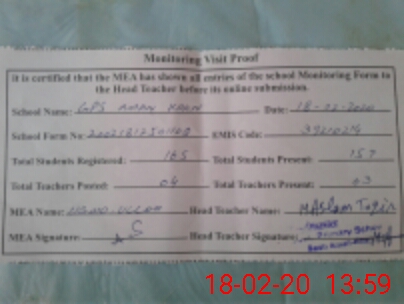 Monitoring Visit Proof
It is certified that the MEA has shown all entries of the school Monitoring Form to
the Head Teacher before its online submission.
School Name: GPS Date: 18-02-2020
School Form No: EMIS Code:
Total Students Registered: 165 Total Students Present: 157
Total Teachers Posted: 04 Total Teachers Present: 03
MEA Name: Head Teacher Name: M Aslam
MEA Signature: Head Teacher Signature:
18-02-20 13:59